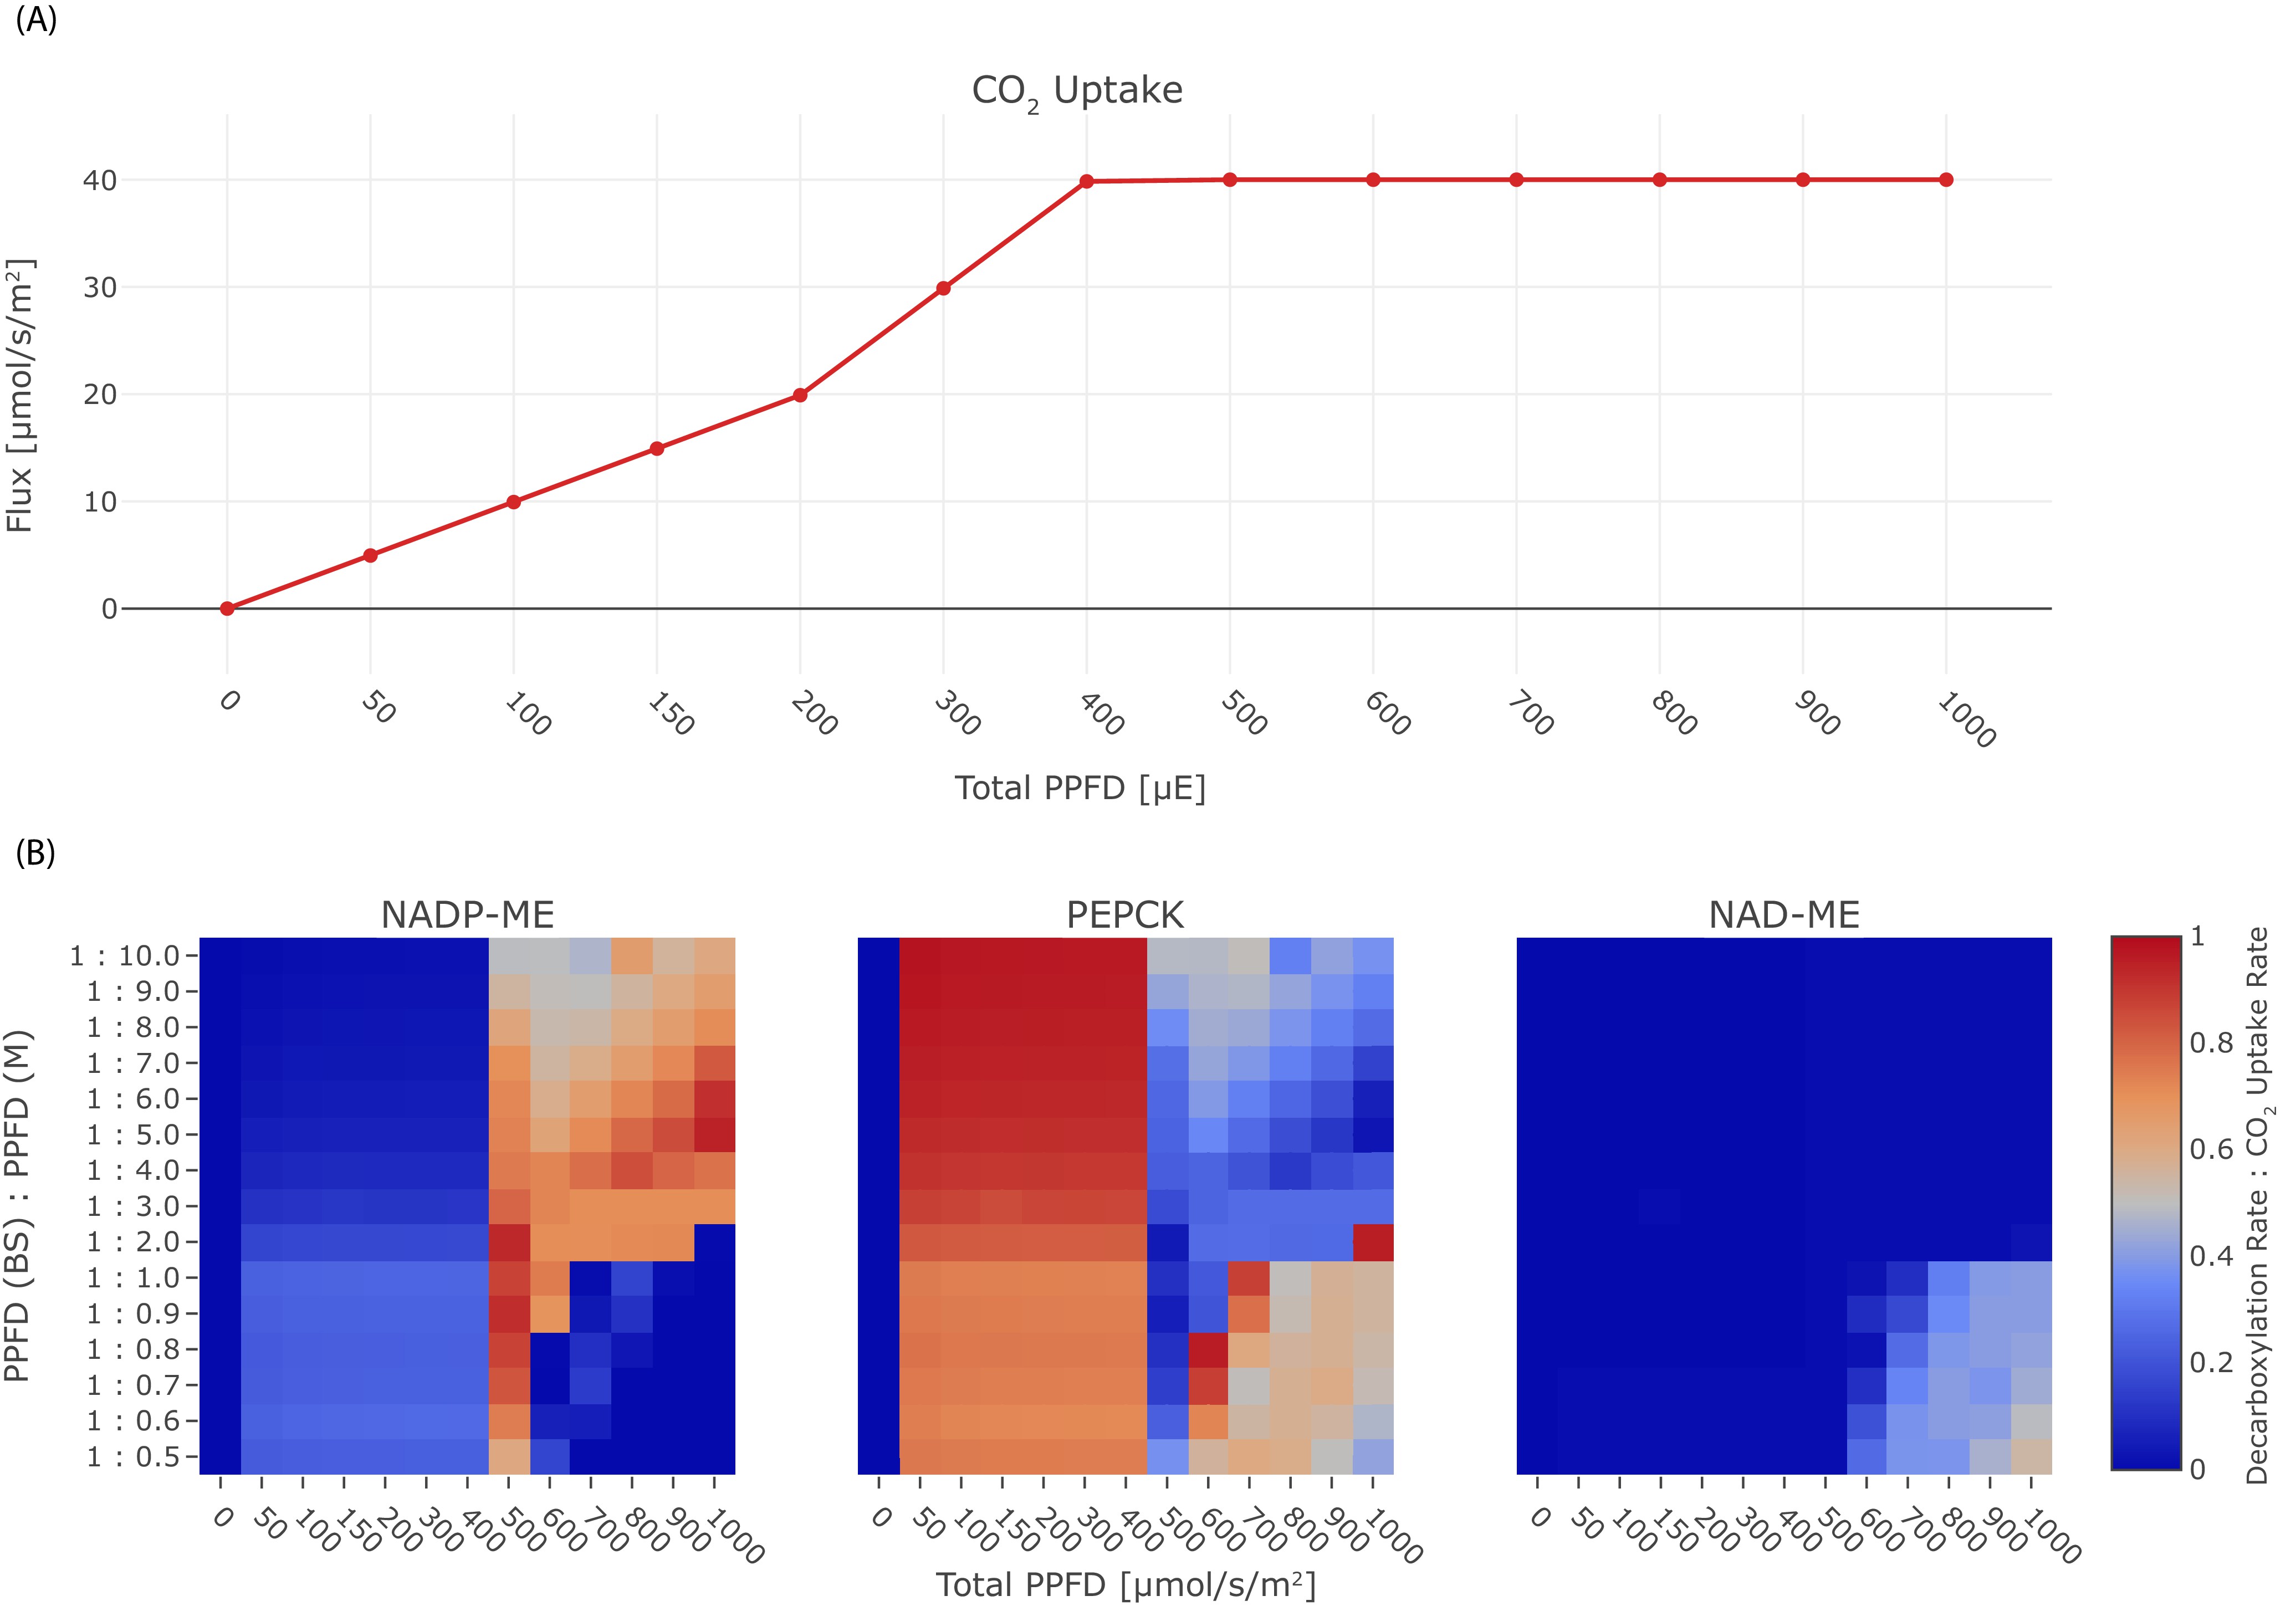 (A)
CO2 Uptake
Flux [µmol/s/m²]
40
30
20
10
0
0 50 100 150 200 300 400 500 600 700 800 900 1000
Total PPFD [µE]
(B)
NADP-ME PEPCK NAD-ME
PPFD (BS) : PPFD (M)
1 : 10.0
1 : 9.0
1 : 8.0
1 : 7.0
1 : 6.0
1 : 5.0
1 : 4.0
1 : 3.0
1 : 2.0
1 : 1.0
1 : 0.9
1 : 0.8
1 : 0.7
1 : 0.6
1 : 0.5
0 50 100 150 200 300 400 500 600 700 800 900 1000
0 50 100 150 200 300 400 500 600 700 800 900 1000
0 50 100 150 200 300 400 500 600 700 800 900 1000
Total PPFD [µmol/s/m²]
1
0.8
0.6
0.4
0.2
0
Decarboxylation Rate : CO2 Uptake Rate